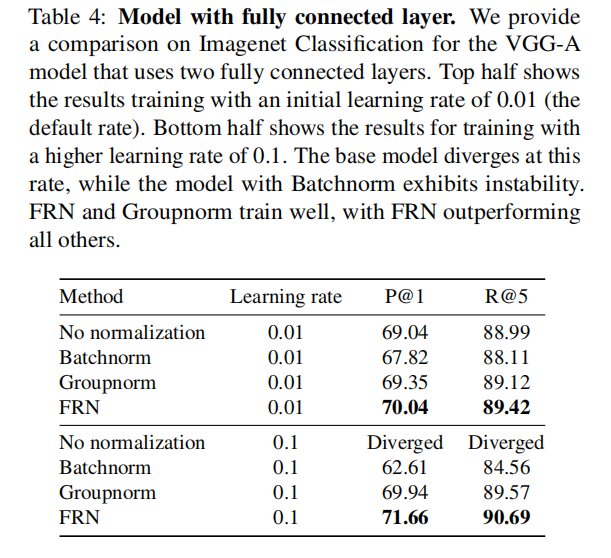 Table 4: Model with fully connected layer. We provide
a comparison on Imagenet Classification for the VGG-A
model that uses two fully connected layers. Top half shows
the results training with an initial learning rate of 0.01 (the
default rate). Bottom half shows the results for training with
a higher learning rate of 0.1. The base model diverges at this
rate, while the model with Batchnorm exhibits instability.
FRN and Groupnorm train well, with FRN outperforming
all others.
Method Learning rate P@1 R@5
No normalization 0.01 69.04 88.99
Batchnorm 0.01 67.82 88.11
Groupnorm 0.01 69.35 89.12
FRN 0.01 70.04 89.42
No normalization 0.1 Diverged Diverged
Batchnorm 0.1 62.61 84.56
Groupnorm 0.1 69.94 89.57
FRN 0.1 71.66 90.69